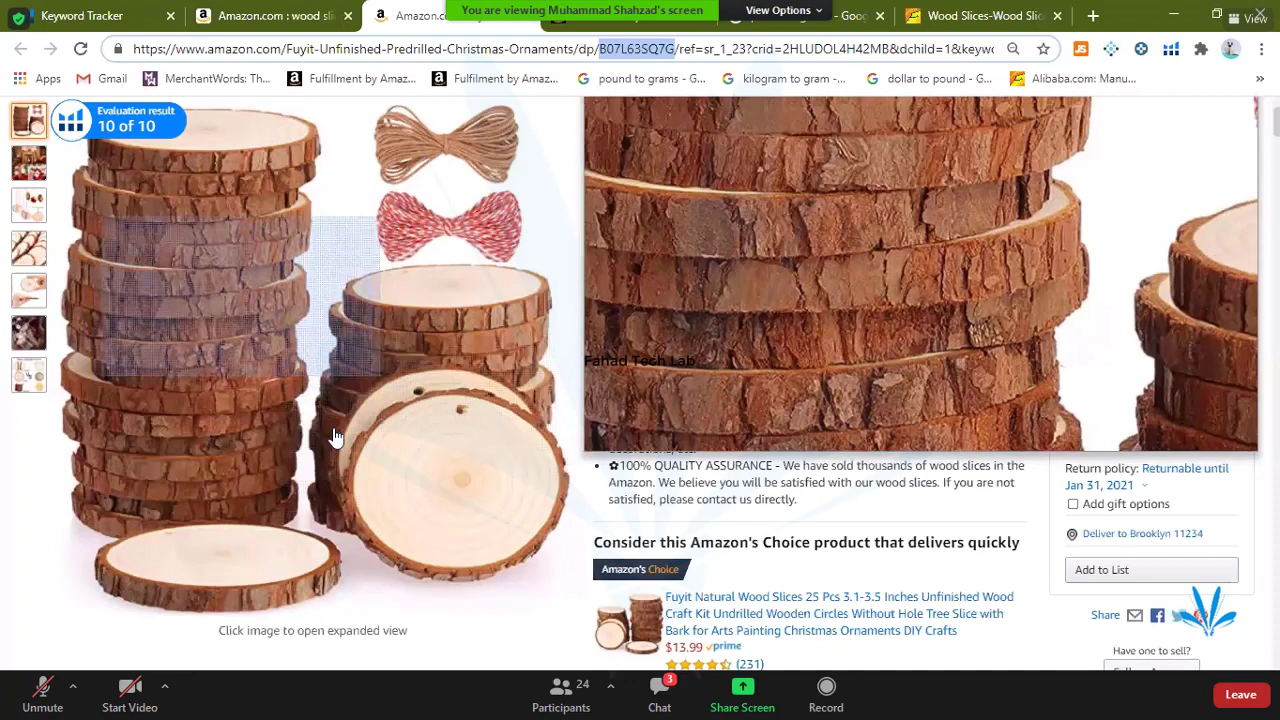 You are viewing Muhammad Shahzad's screen
View Options
Keyword Tracker
Amazon.com : wood sli
Amazon.
Goo
Wood Slices-Wood Slic
https://www.amazon.com/Fuyit-Unfinished-Predrilled-Christmas-Ornaments/dp/B07L63SQ7G/ref=sr_1_23?crid=2HLUDOL4H42MB&dchild=1&keywo
Apps
Gmail
MerchantWords | The...
Fulfillment by Amaz...
Fulfilment by Amaz...
pound to grams - G...
kilogram to gram -...
dollar to pound - G...
Alibaba.com: Manu...
Evaluation result
10 of 10
Fahad Tech Lab
✿100% QUALITY ASSURANCE - We have sold thousands of wood slices in the
Amazon. We believe you will be satisfied with our wood slices. If you are not
satisfied, please contact us directly.
Return policy: Returnable until
Jan 31, 2021
Add gift options
Deliver to Brooklyn 11234
Add to List
Share
Have one to sell?
Consider this Amazon's Choice product that delivers quickly
Amazon's Choice
Fuyit Natural Wood Slices 25 Pcs 3.1-3.5 Inches Unfinished Wood
Craft Kit Undrilled Wooden Circles Without Hole Tree Slice with
Bark for Arts Painting Christmas Ornaments DIY Crafts
$13.99 prime
(231)
Click image to open expanded view
Unmute
Start Video
24
Participants
3
Chat
Share Screen
Record
Leave